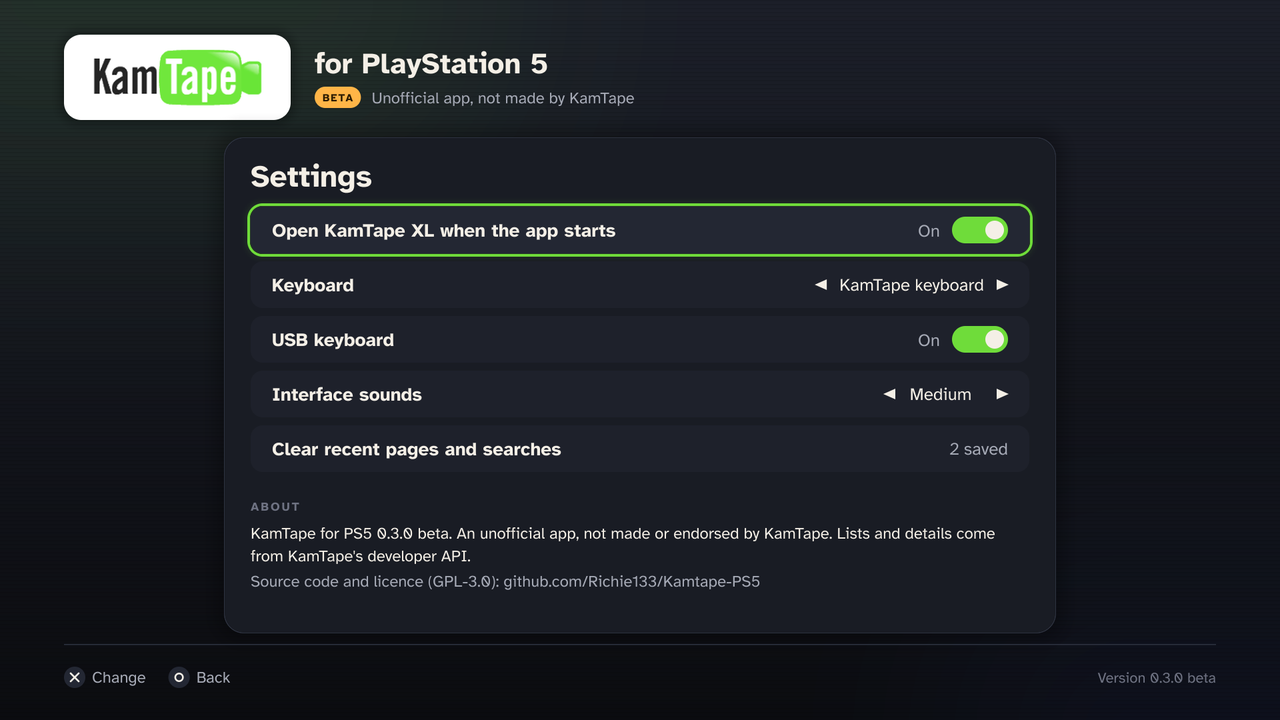 KamTape
for PlayStation 5
BETA Unofficial app, not made by KamTape
Settings
Open KamTape XL when the app starts On
Keyboard ◀ KamTape keyboard ▶
USB keyboard On
Interface sounds ◀ Medium ▶
Clear recent pages and searches 2 saved
ABOUT
KamTape for PS5 0.3.0 beta. An unofficial app, not made or endorsed by KamTape. Lists and details come
from KamTape's developer API.
Source code and licence (GPL-3.0): github.com/Richie133/Kamtape-PS5
Change Back Version 0.3.0 beta